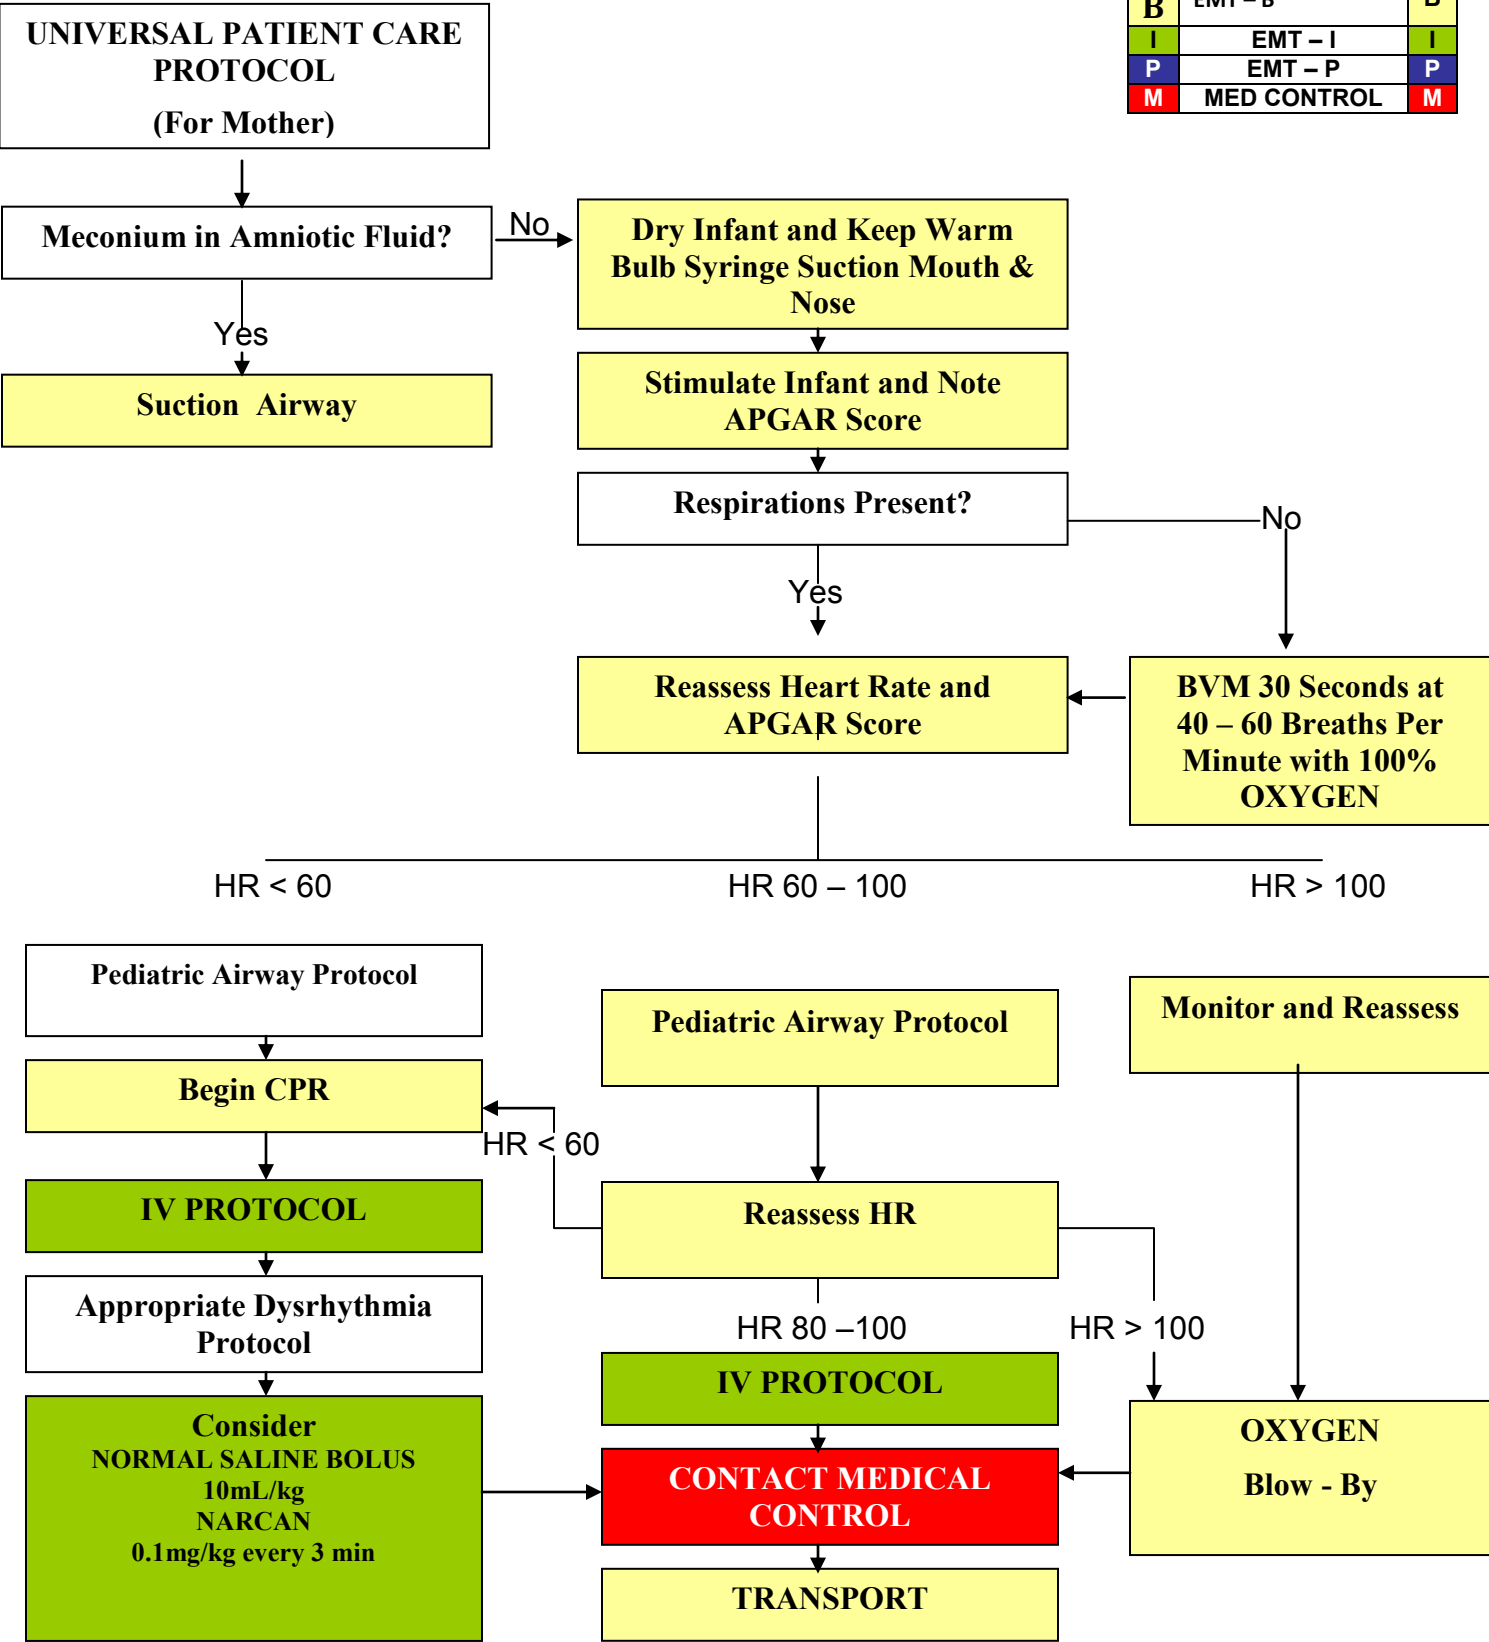 UNIVERSAL PATIENT CARE
PROTOCOL
(For Mother)
B EMT – B B
I EMT – I I
P EMT – P P
M MED CONTROL M
Meconium in Amniotic Fluid?
No
Yes
Suction Airway
Dry Infant and Keep Warm
Bulb Syringe Suction Mouth &
Nose
Stimulate Infant and Note
APGAR Score
Respirations Present?
No
Yes
Reassess Heart Rate and
APGAR Score
BVM 30 Seconds at
40 – 60 Breaths Per
Minute with 100%
OXYGEN
HR < 60
HR 60 – 100
HR > 100
Pediatric Airway Protocol
Begin CPR
HR < 60
IV PROTOCOL
Appropriate Dysrhythmia
Protocol
Consider
NORMAL SALINE BOLUS
10mL/kg
NARCAN
0.1mg/kg every 3 min
Pediatric Airway Protocol
Reassess HR
HR 80 –100
HR > 100
IV PROTOCOL
CONTACT MEDICAL
CONTROL
TRANSPORT
Monitor and Reassess
OXYGEN
Blow - By